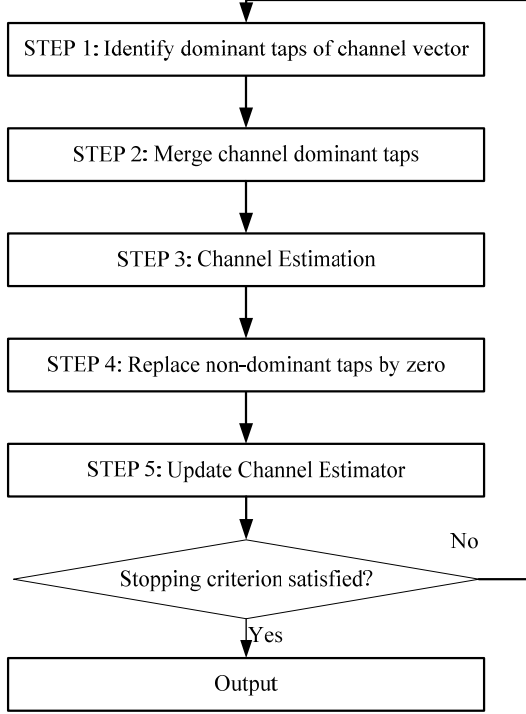 STEP 1: Identify dominant taps of channel vector
STEP 2: Merge channel dominant taps
STEP 3: Channel Estimation
STEP 4: Replace non-dominant taps by zero
STEP 5: Update Channel Estimator
No
Stopping criterion satisfied?
Yes
Output